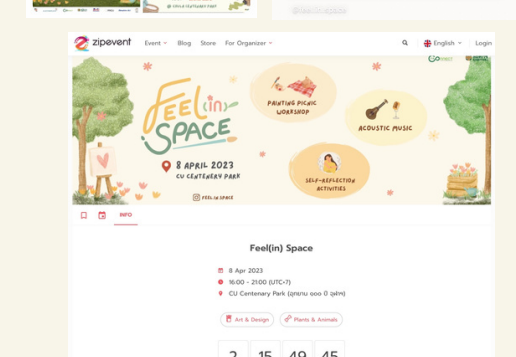 @feel.in.space
zipevent
Event
Blog
Store
For Organizer
English
Login
FEEL (in) SPACE
8 APRIL 2023
CU CENTENARY PARK
FEELIN.SPACE
PAINTING PICNIC
WORKSHOP
ACOUSTIC MUSIC
SELF-REFLECTION
ACTIVITIES
INFO
Feel(in) Space
8 Apr 2023
16:00 - 21:00 (UTC+7)
CU Centenary Park (อุทยาน ๑๐๐ ปี จุฬาฯ)
Art & Design
Plants & Animals
2 15 49 45